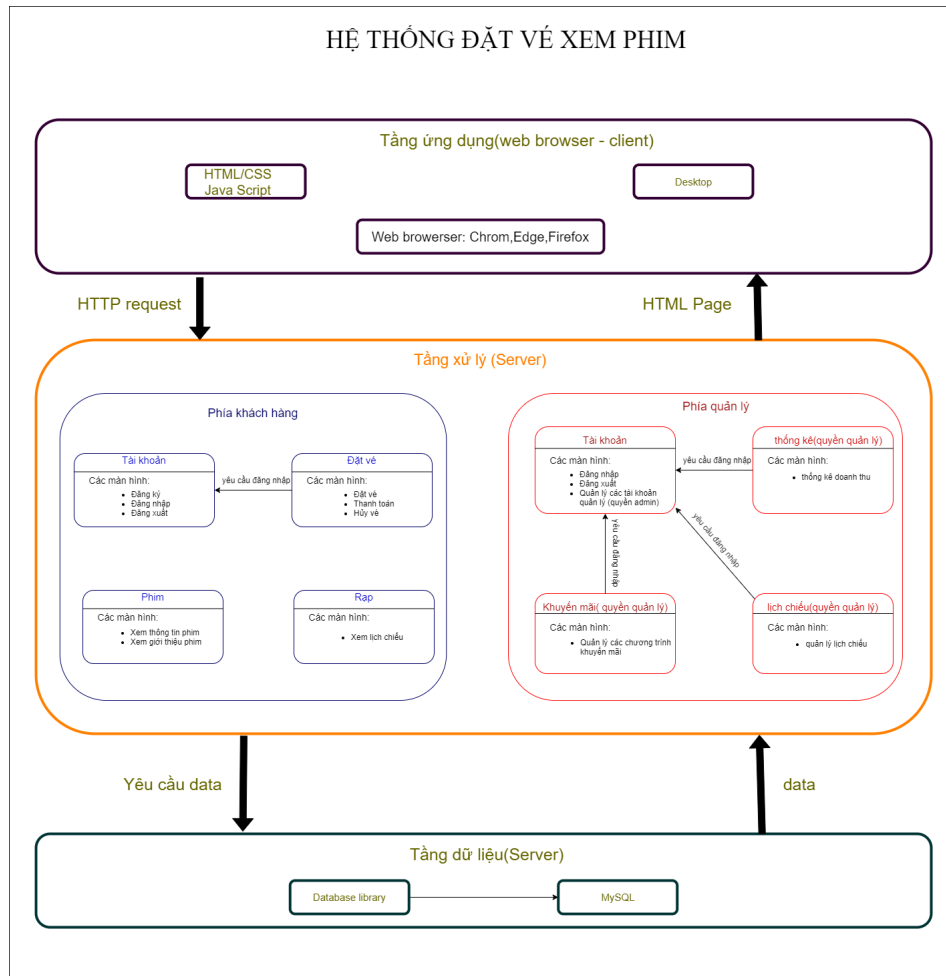 HỆ THỐNG ĐẶT VÉ XEM PHIM
Tầng ứng dụng(web browser - client)
HTML/CSS
Java Script
Desktop
Web browerser: Chrom,Edge,Firefox
HTTP request
HTML Page
Tầng xử lý (Server)
Phía khách hàng
Tài khoản
Các màn hình:
Đăng ký
Đăng nhập
Đăng xuất
yêu cầu đăng nhập
Đặt vé
Các màn hình:
Đặt vé
Thanh toán
Hủy vé
Phim
Các màn hình:
Xem thông tin phim
Xem giới thiệu phim
Rạp
Các màn hình:
Xem lịch chiếu
Phía quản lý
Tài khoản
Các màn hình:
Đăng nhập
Đăng xuất
Quản lý các tài khoản
quản lý (quyền admin)
yêu cầu đăng nhập
thống kê(quyền quản lý)
Các màn hình:
thống kê doanh thu
yêu cầu đăng nhập
yêu cầu đăng nhập
Khuyến mãi( quyền quản lý)
Các màn hình:
Quản lý các chương trình
khuyến mãi
lịch chiếu(quyền quản lý)
Các màn hình:
quản lý lịch chiếu
Yêu cầu data
data
Tầng dữ liệu(Server)
Database library
MySQL